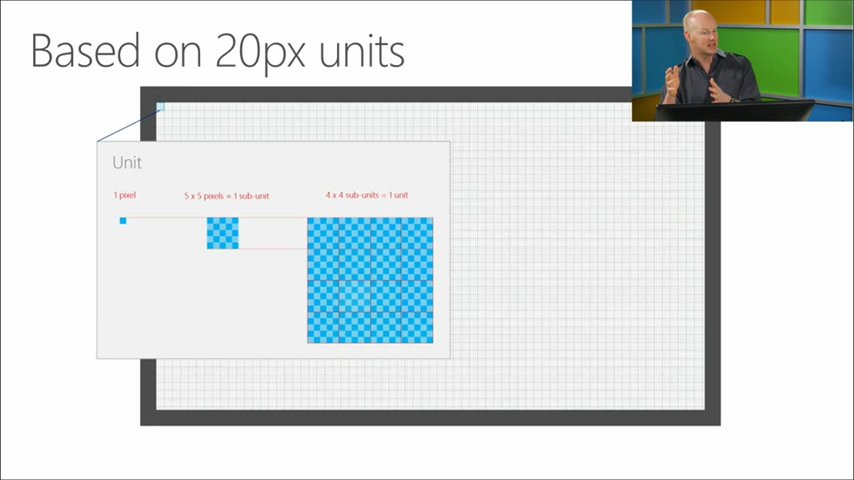 Based on 20px units
Unit
1 pixel
5 x 5 pixels = 1 sub-unit
4 x 4 sub-units = 1 unit